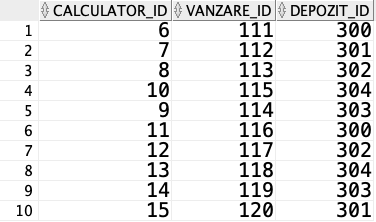 CALCULATOR_ID VANZARE_ID DEPOZIT_ID
1 6 111 300
2 7 112 301
3 8 113 302
4 10 115 304
5 9 114 303
6 11 116 300
7 12 117 302
8 13 118 304
9 14 119 303
10 15 120 301